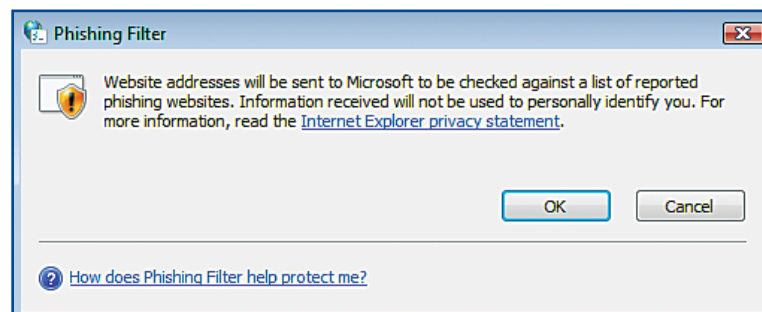 Phishing Filter
Website addresses will be sent to Microsoft to be checked against a list of reported
phishing websites. Information received will not be used to personally identify you. For
more information, read the Internet Explorer privacy statement.
OK Cancel
How does Phishing Filter help protect me?